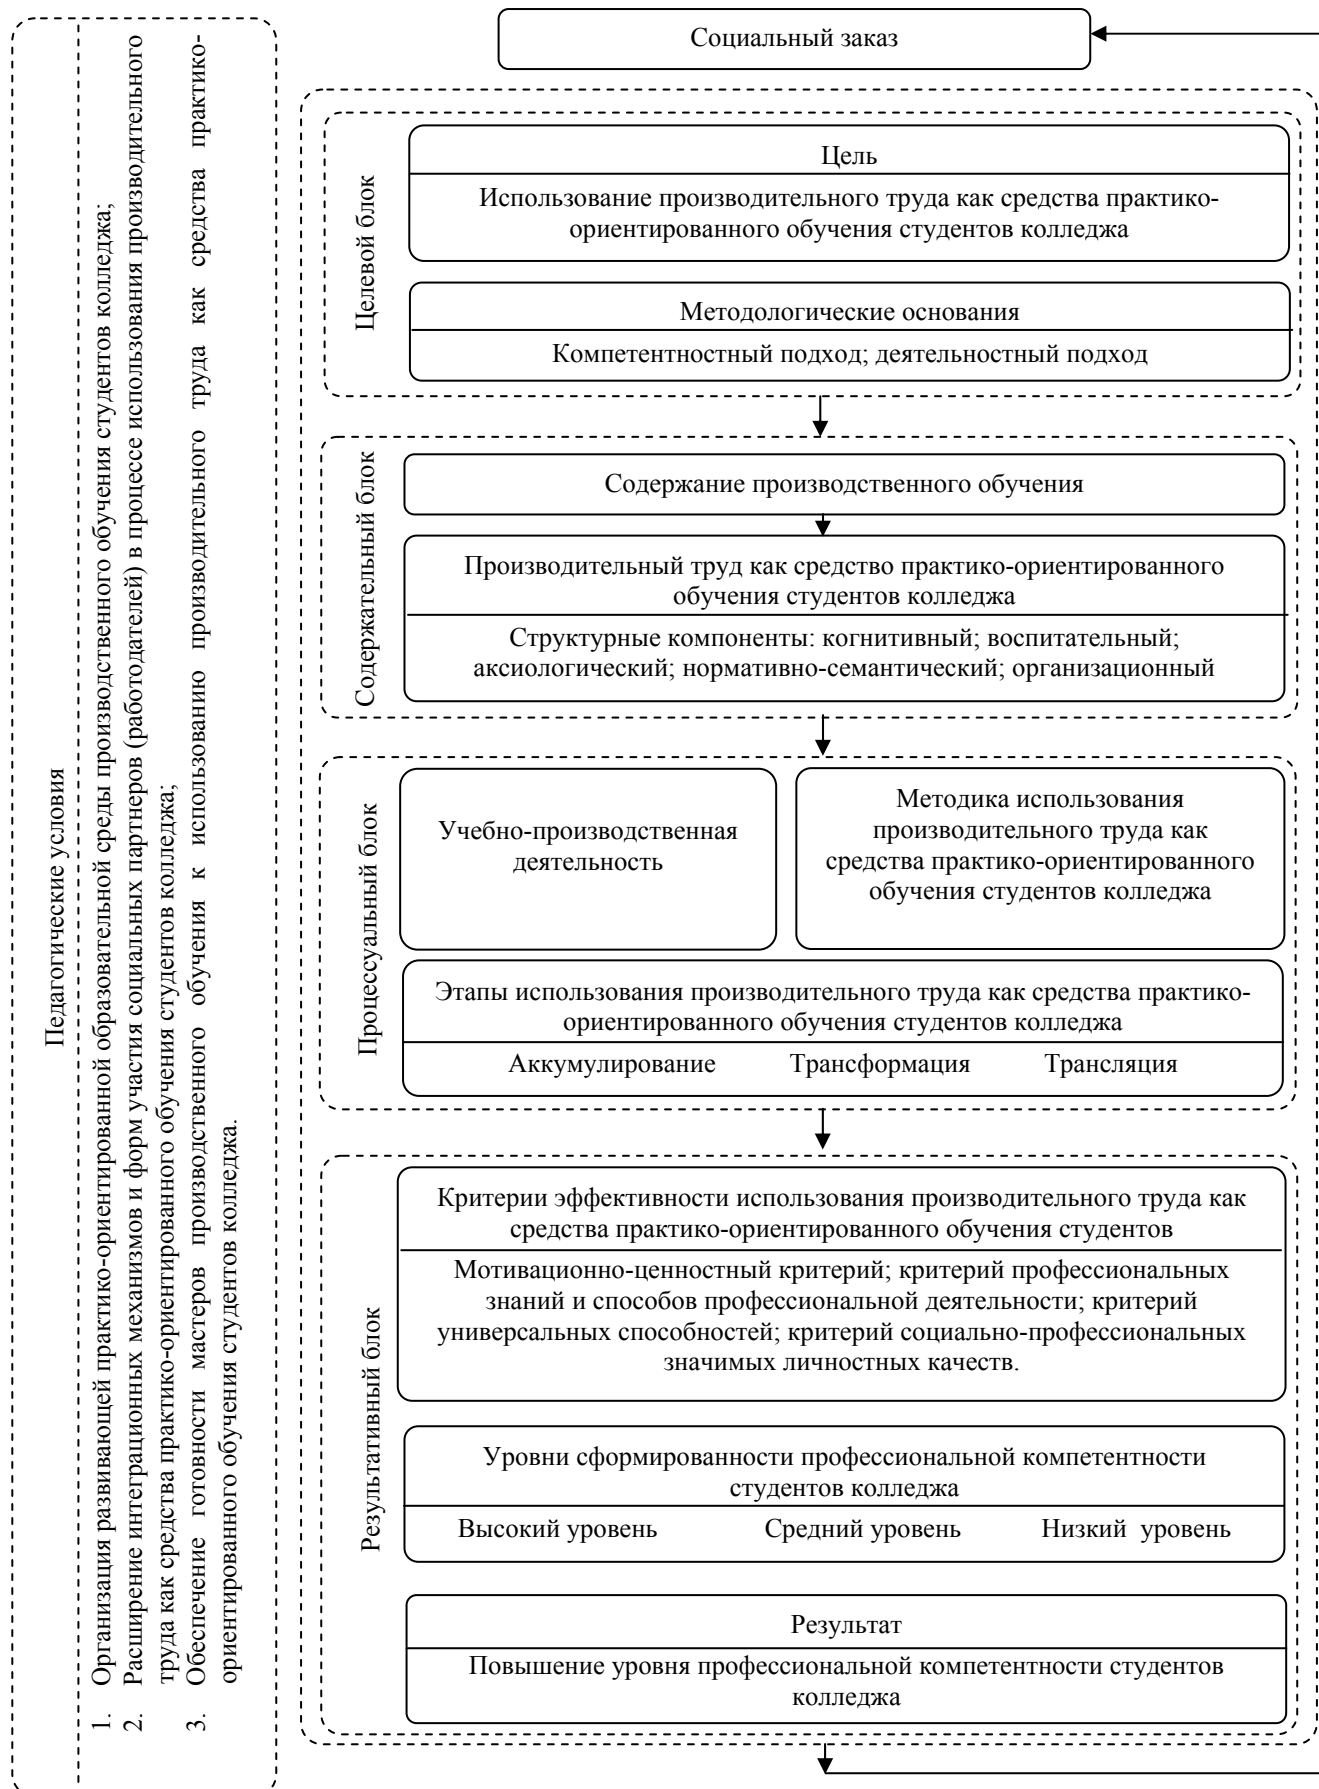 Педагогические условия
1. Организация развивающей практико-ориентированной образовательной среды производственного обучения студентов колледжа;
2. Расширение интеграционных механизмов и форм участия социальных партнеров (работодателей) в процессе использования производительного
труда как средства практико-ориентированного обучения студентов колледжа;
3. Обеспечение готовности мастеров производственного обучения к использованию производительного труда как средства практико-
ориентированного обучения студентов колледжа.
Социальный заказ
Целевой блок
Цель
Использование производительного труда как средства практико-
ориентированного обучения студентов колледжа
Методологические основания
Компетентностный подход; деятельностный подход
Содержательный блок
Содержание производственного обучения
Производительный труд как средство практико-ориентированного
обучения студентов колледжа
Структурные компоненты: когнитивный; воспитательный;
аксиологический; нормативно-семантический; организационный
Процессуальный блок
Учебно-производственная
деятельность
Методика использования
производительного труда как
средства практико-ориентированного
обучения студентов колледжа
Этапы использования производительного труда как средства практико-
ориентированного обучения студентов колледжа
Аккумулирование Трансформация Трансляция
Результативный блок
Критерии эффективности использования производительного труда как
средства практико-ориентированного обучения студентов
Мотивационно-ценностный критерий; критерий профессиональных
знаний и способов профессиональной деятельности; критерий
универсальных способностей; критерий социально-профессиональных
значимых личностных качеств.
Уровни сформированности профессиональной компетентности
студентов колледжа
Высокий уровень Средний уровень Низкий уровень
Результат
Повышение уровня профессиональной компетентности студентов
колледжа